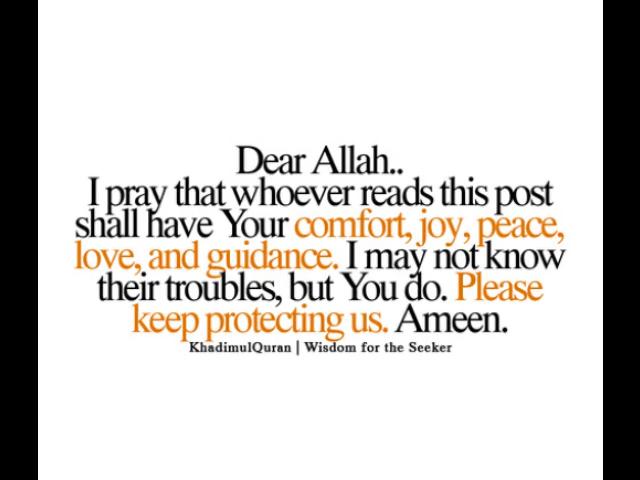 Dear Allah..
I pray that whoever reads this post
shall have Your comfort, joy, peace,
love, and guidance. I may not know
their troubles, but You do. Please
keep protecting us. Ameen.
KhadimulQuran | Wisdom for the Seeker